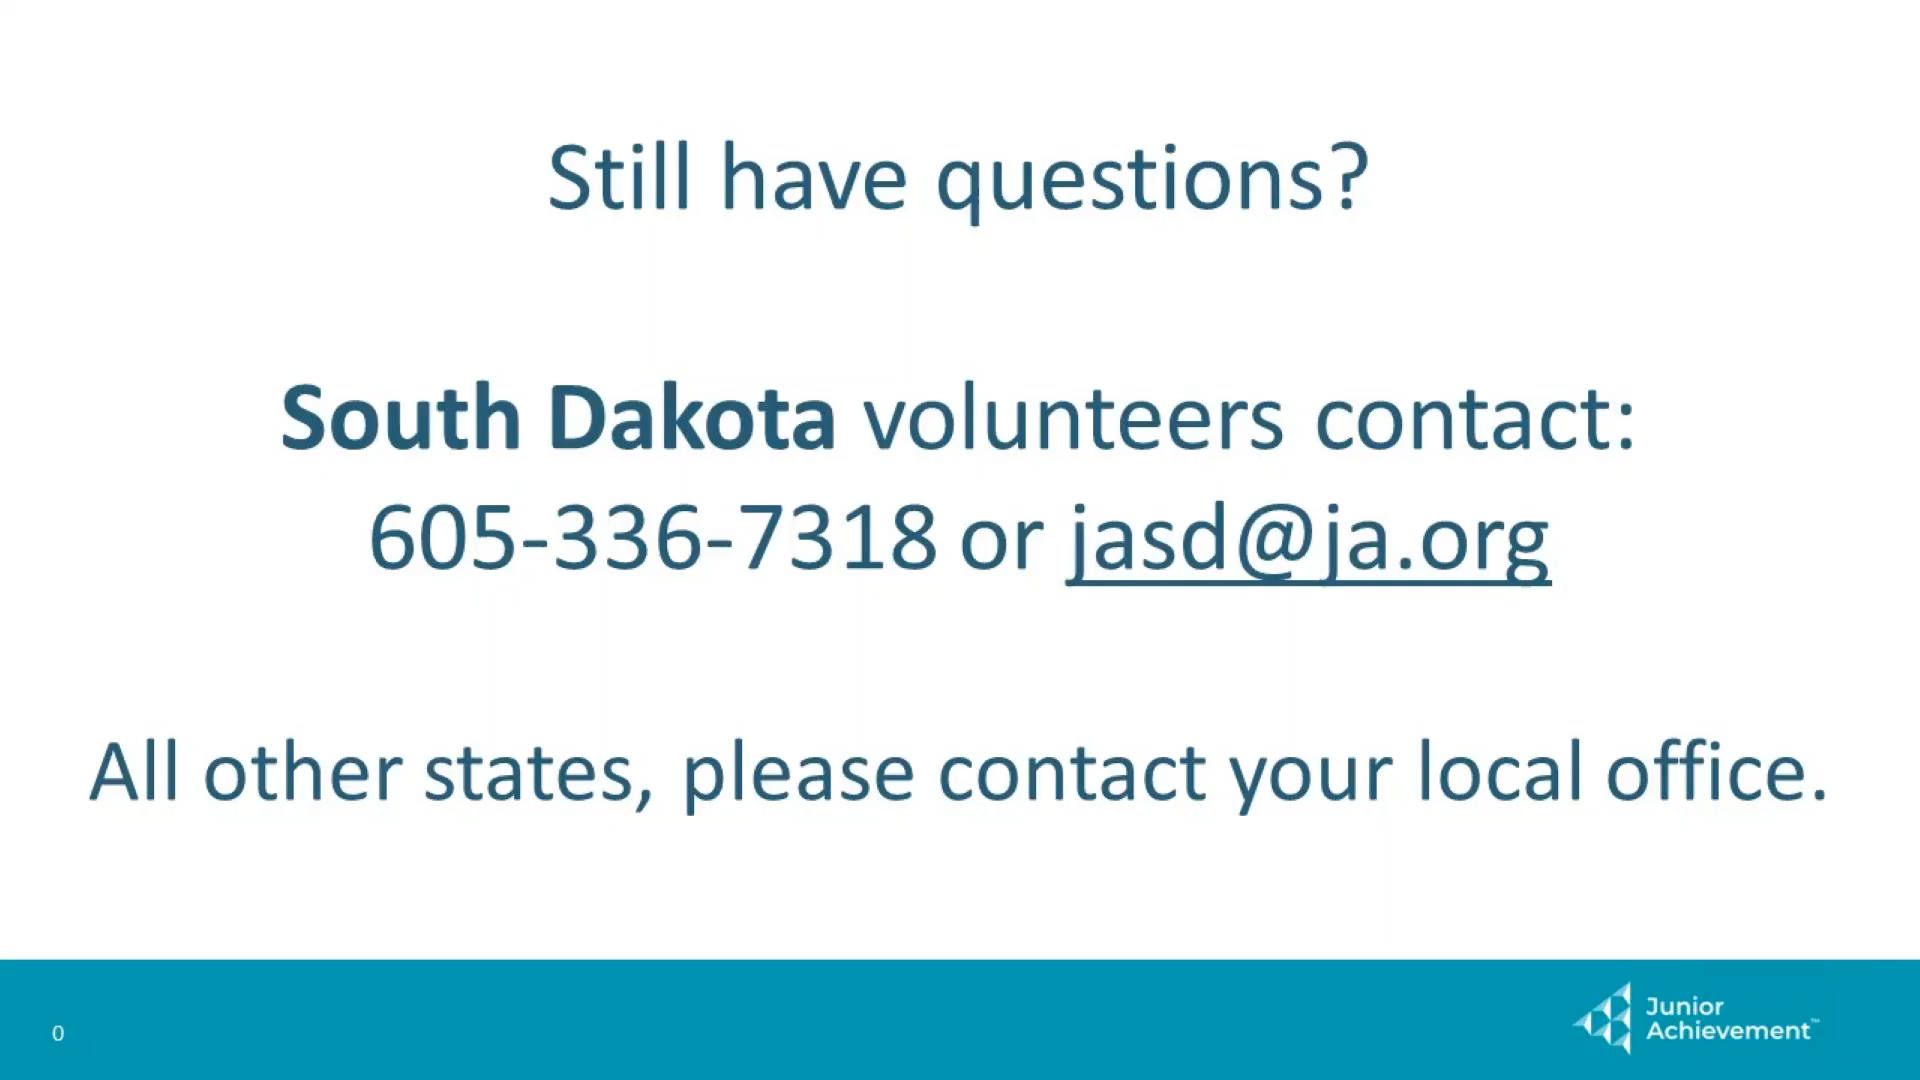 Still have questions?
South Dakota volunteers contact:
605-336-7318 or jasd@ja.org
All other states, please contact your local office.
0
Junior
Achievement™